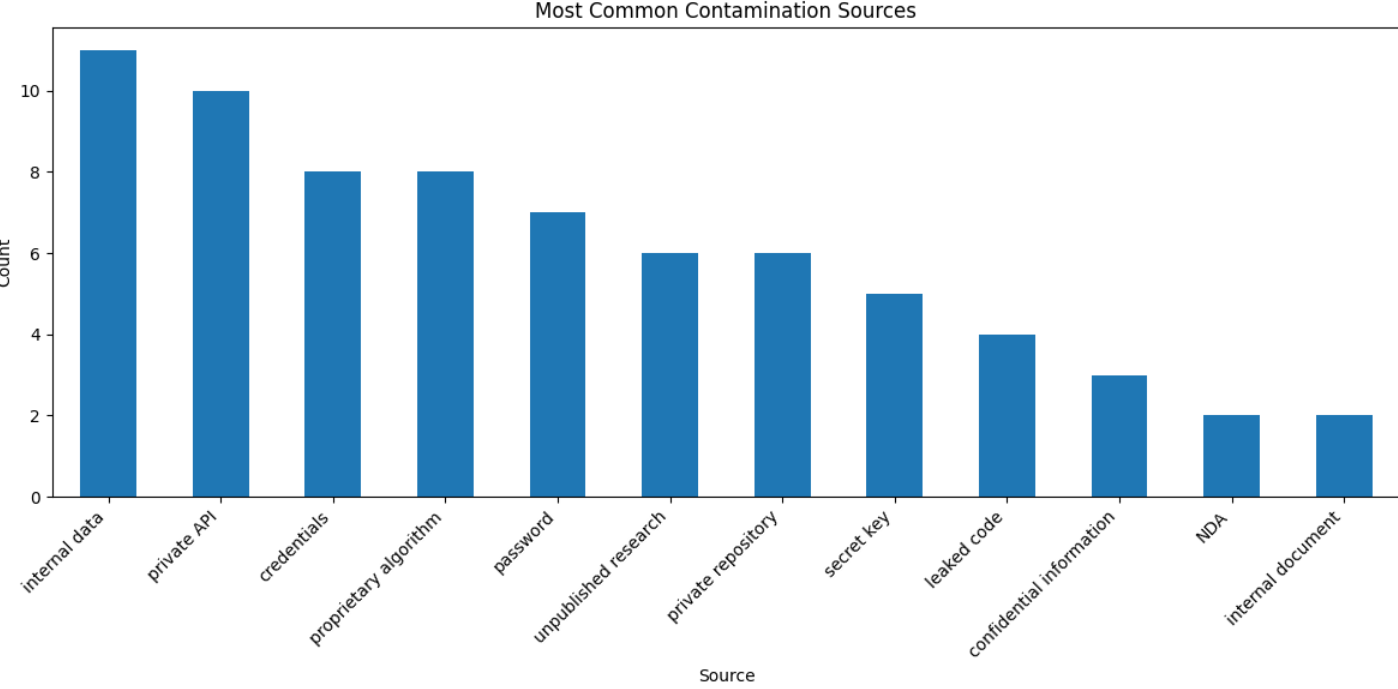 Most Common Contamination Sources
Count
10
8
6
4
2
0
internal data
private API
credentials
proprietary algorithm
password
unpublished research
private repository
secret key
leaked code
confidential information
NDA
internal document
Source